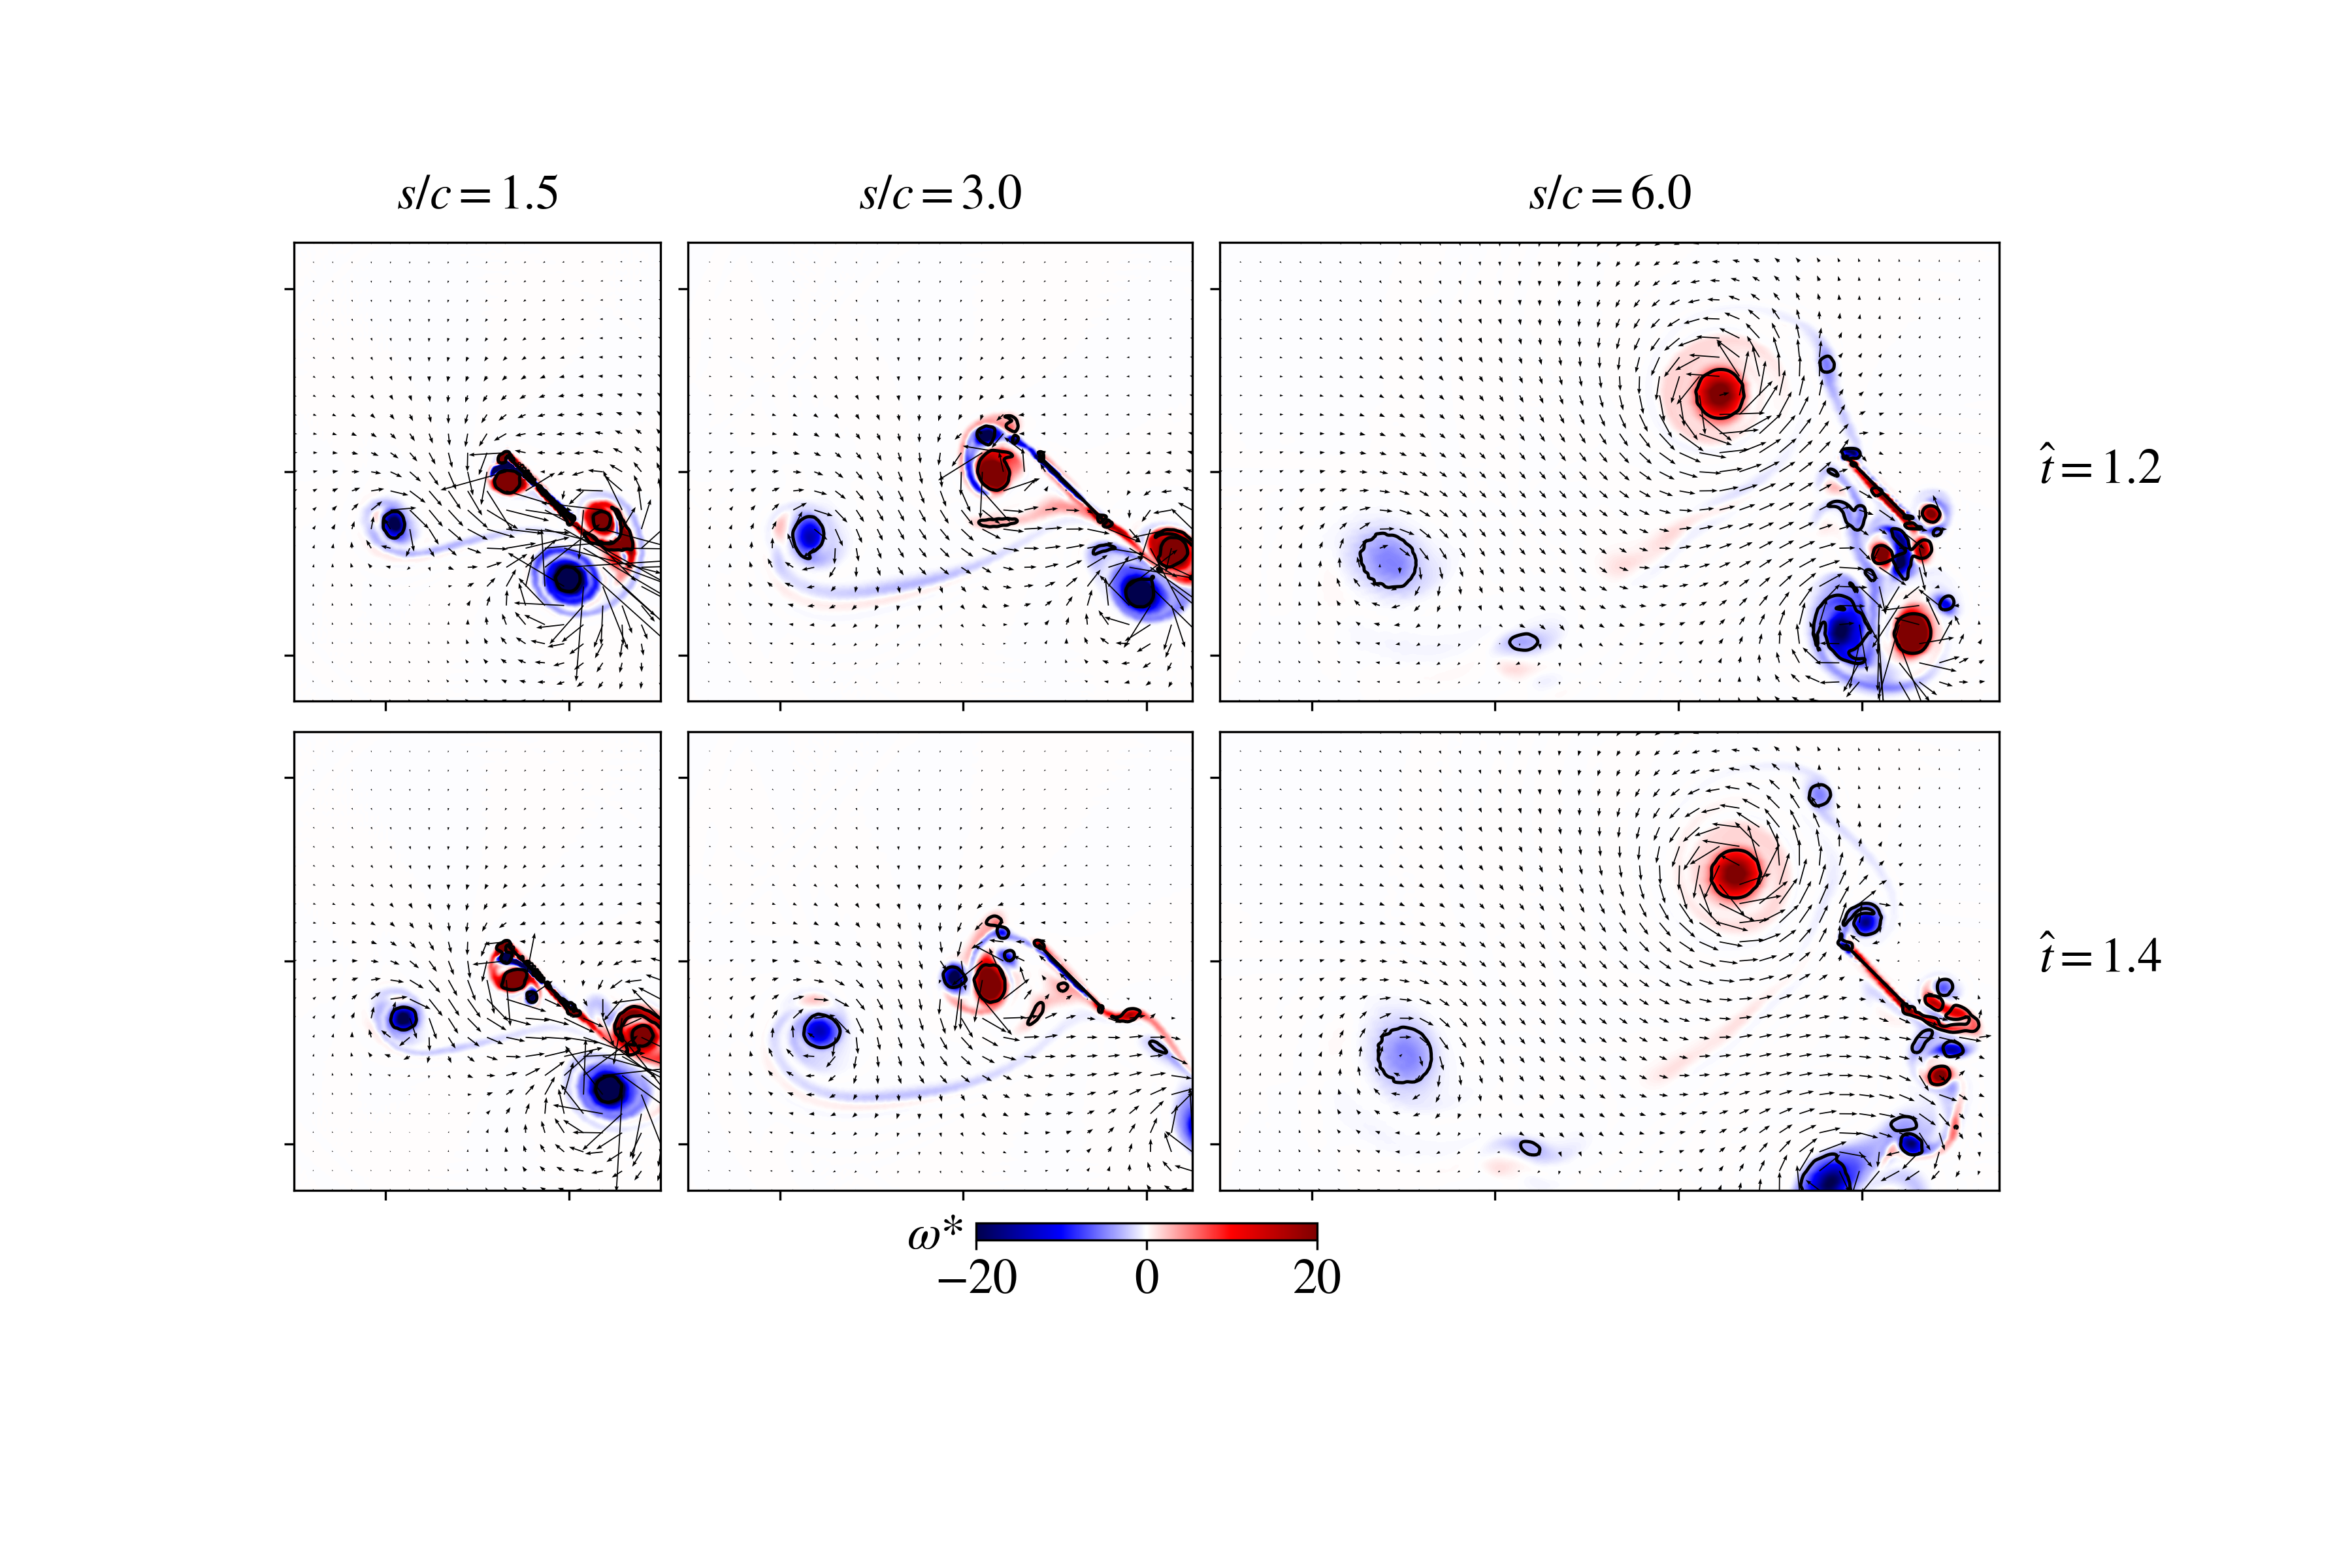 s/c = 1.5
s/c = 3.0
s/c = 6.0
t̂ = 1.2
t̂ = 1.4
ω*
−20 0 20